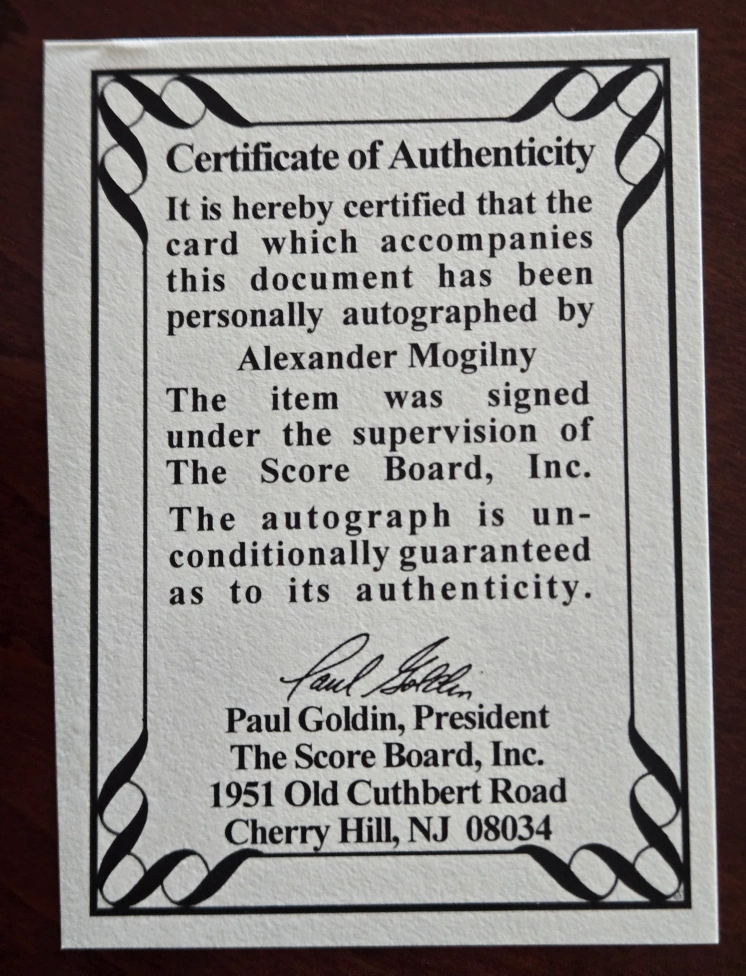 Certificate of Authenticity
It is hereby certified that the
card which accompanies
this document has been
personally autographed by
Alexander Mogilny
The item was signed
under the supervision of
The Score Board, Inc.
The autograph is un-
conditionally guaranteed
as to its authenticity.
Paul Goldin
Paul Goldin, President
The Score Board, Inc.
1951 Old Cuthbert Road
Cherry Hill, NJ 08034